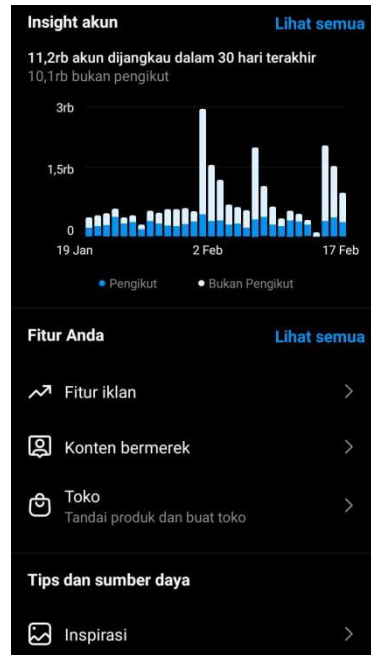 Insight akun Lihat semua
11,2rb akun dijangkau dalam 30 hari terakhir
10,1rb bukan pengikut
3rb
1,5rb
0
19 Jan 2 Feb 17 Feb
Pengikut Bukan Pengikut
Fitur Anda Lihat semua
Fitur iklan
Konten bermerek
Toko
Tandai produk dan buat toko
Tips dan sumber daya
Inspirasi